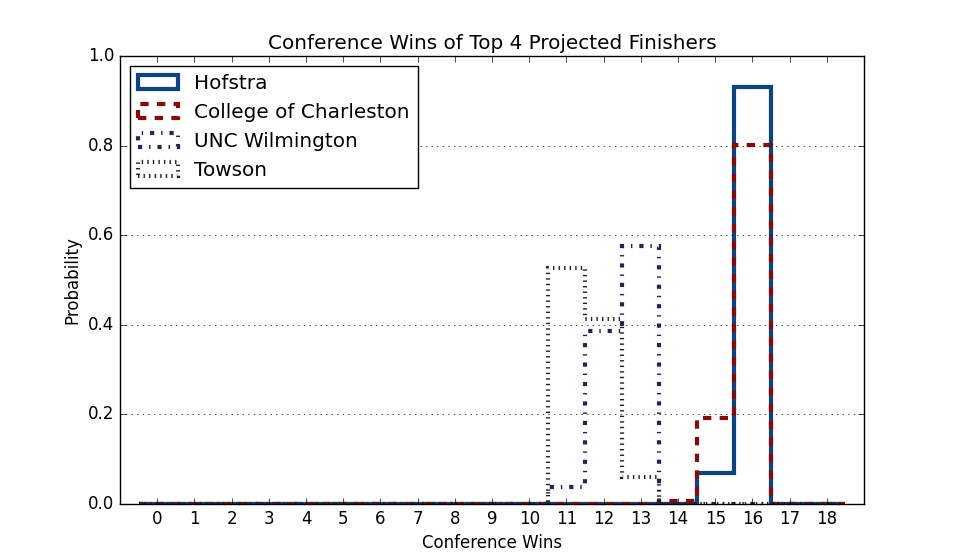 Conference Wins of Top 4 Projected Finishers
1.0
0.8
0.6
0.4
0.2
0.0
Probability
Hofstra
College of Charleston
UNC Wilmington
Towson
0 1 2 3 4 5 6 7 8 9 10 11 12 13 14 15 16 17 18
Conference Wins